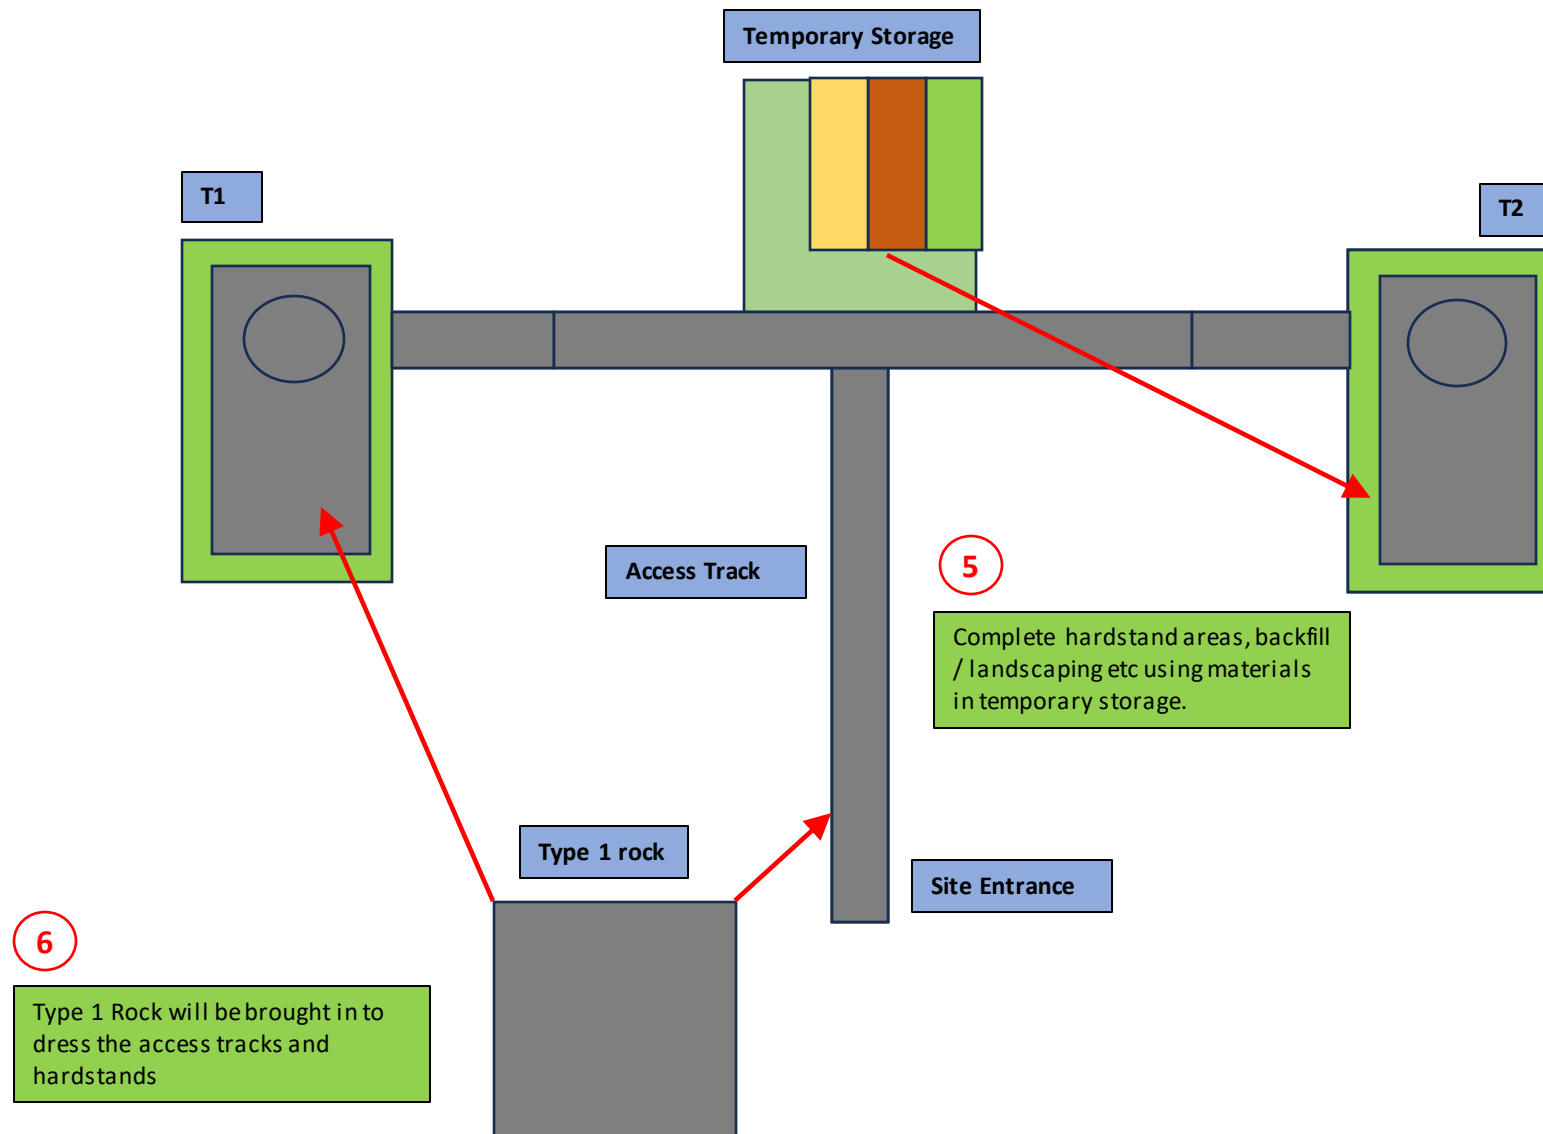 Temporary Storage
T1
T2
Access Track
5
Complete hardstand areas, backfill
/ landscaping etc using materials
in temporary storage.
Type 1 rock
Site Entrance
6
Type 1 Rock will be brought in to
dress the access tracks and
hardstands